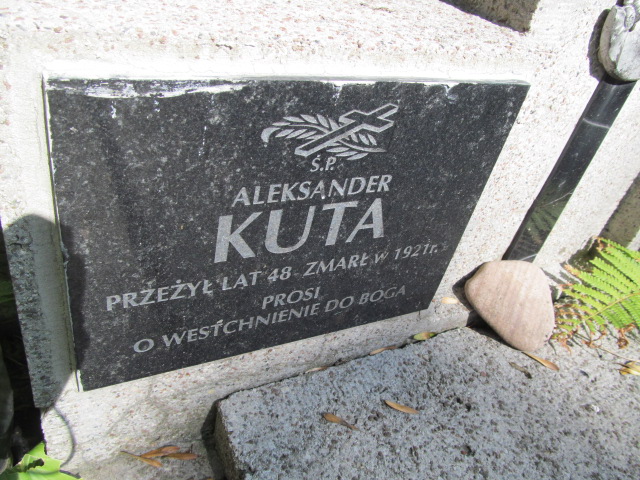 Ś.P.
ALEKSANDER
KUTA
PRZEŻYŁ LAT 48 - ZMARŁ W 1921r.
PROSI
O WESTCHNIENIE DO BOGA